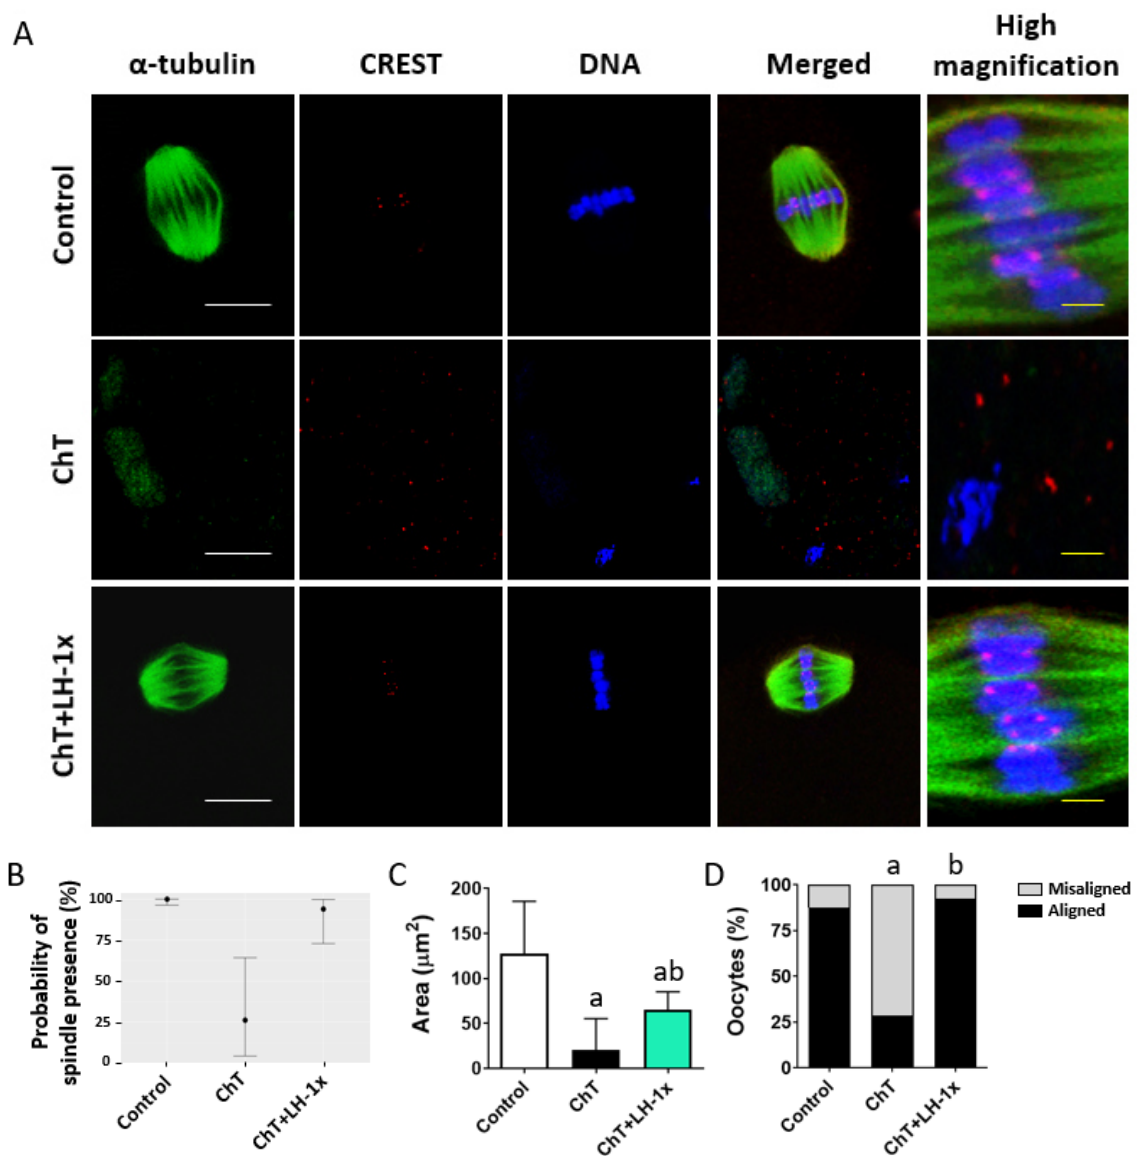 A
α-tubulin
CREST
DNA
Merged
High
magnification
Control
ChT
ChT+LH-1x
B
Probability of
spindle presence (%)
100
75
50
25
0
Control
ChT
ChT+LH-1x
C
Area (μm²)
200
150
100
50
0
a
ab
Control
ChT
ChT+LH-1x
D
Oocytes (%)
100
75
50
25
0
a
b
Control
ChT
ChT+LH-1x
Misaligned
Aligned